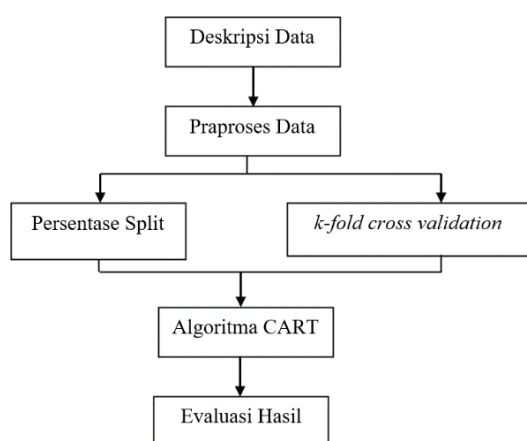 Deskripsi Data
Praproses Data
Persentase Split
k-fold cross validation
Algoritma CART
Evaluasi Hasil